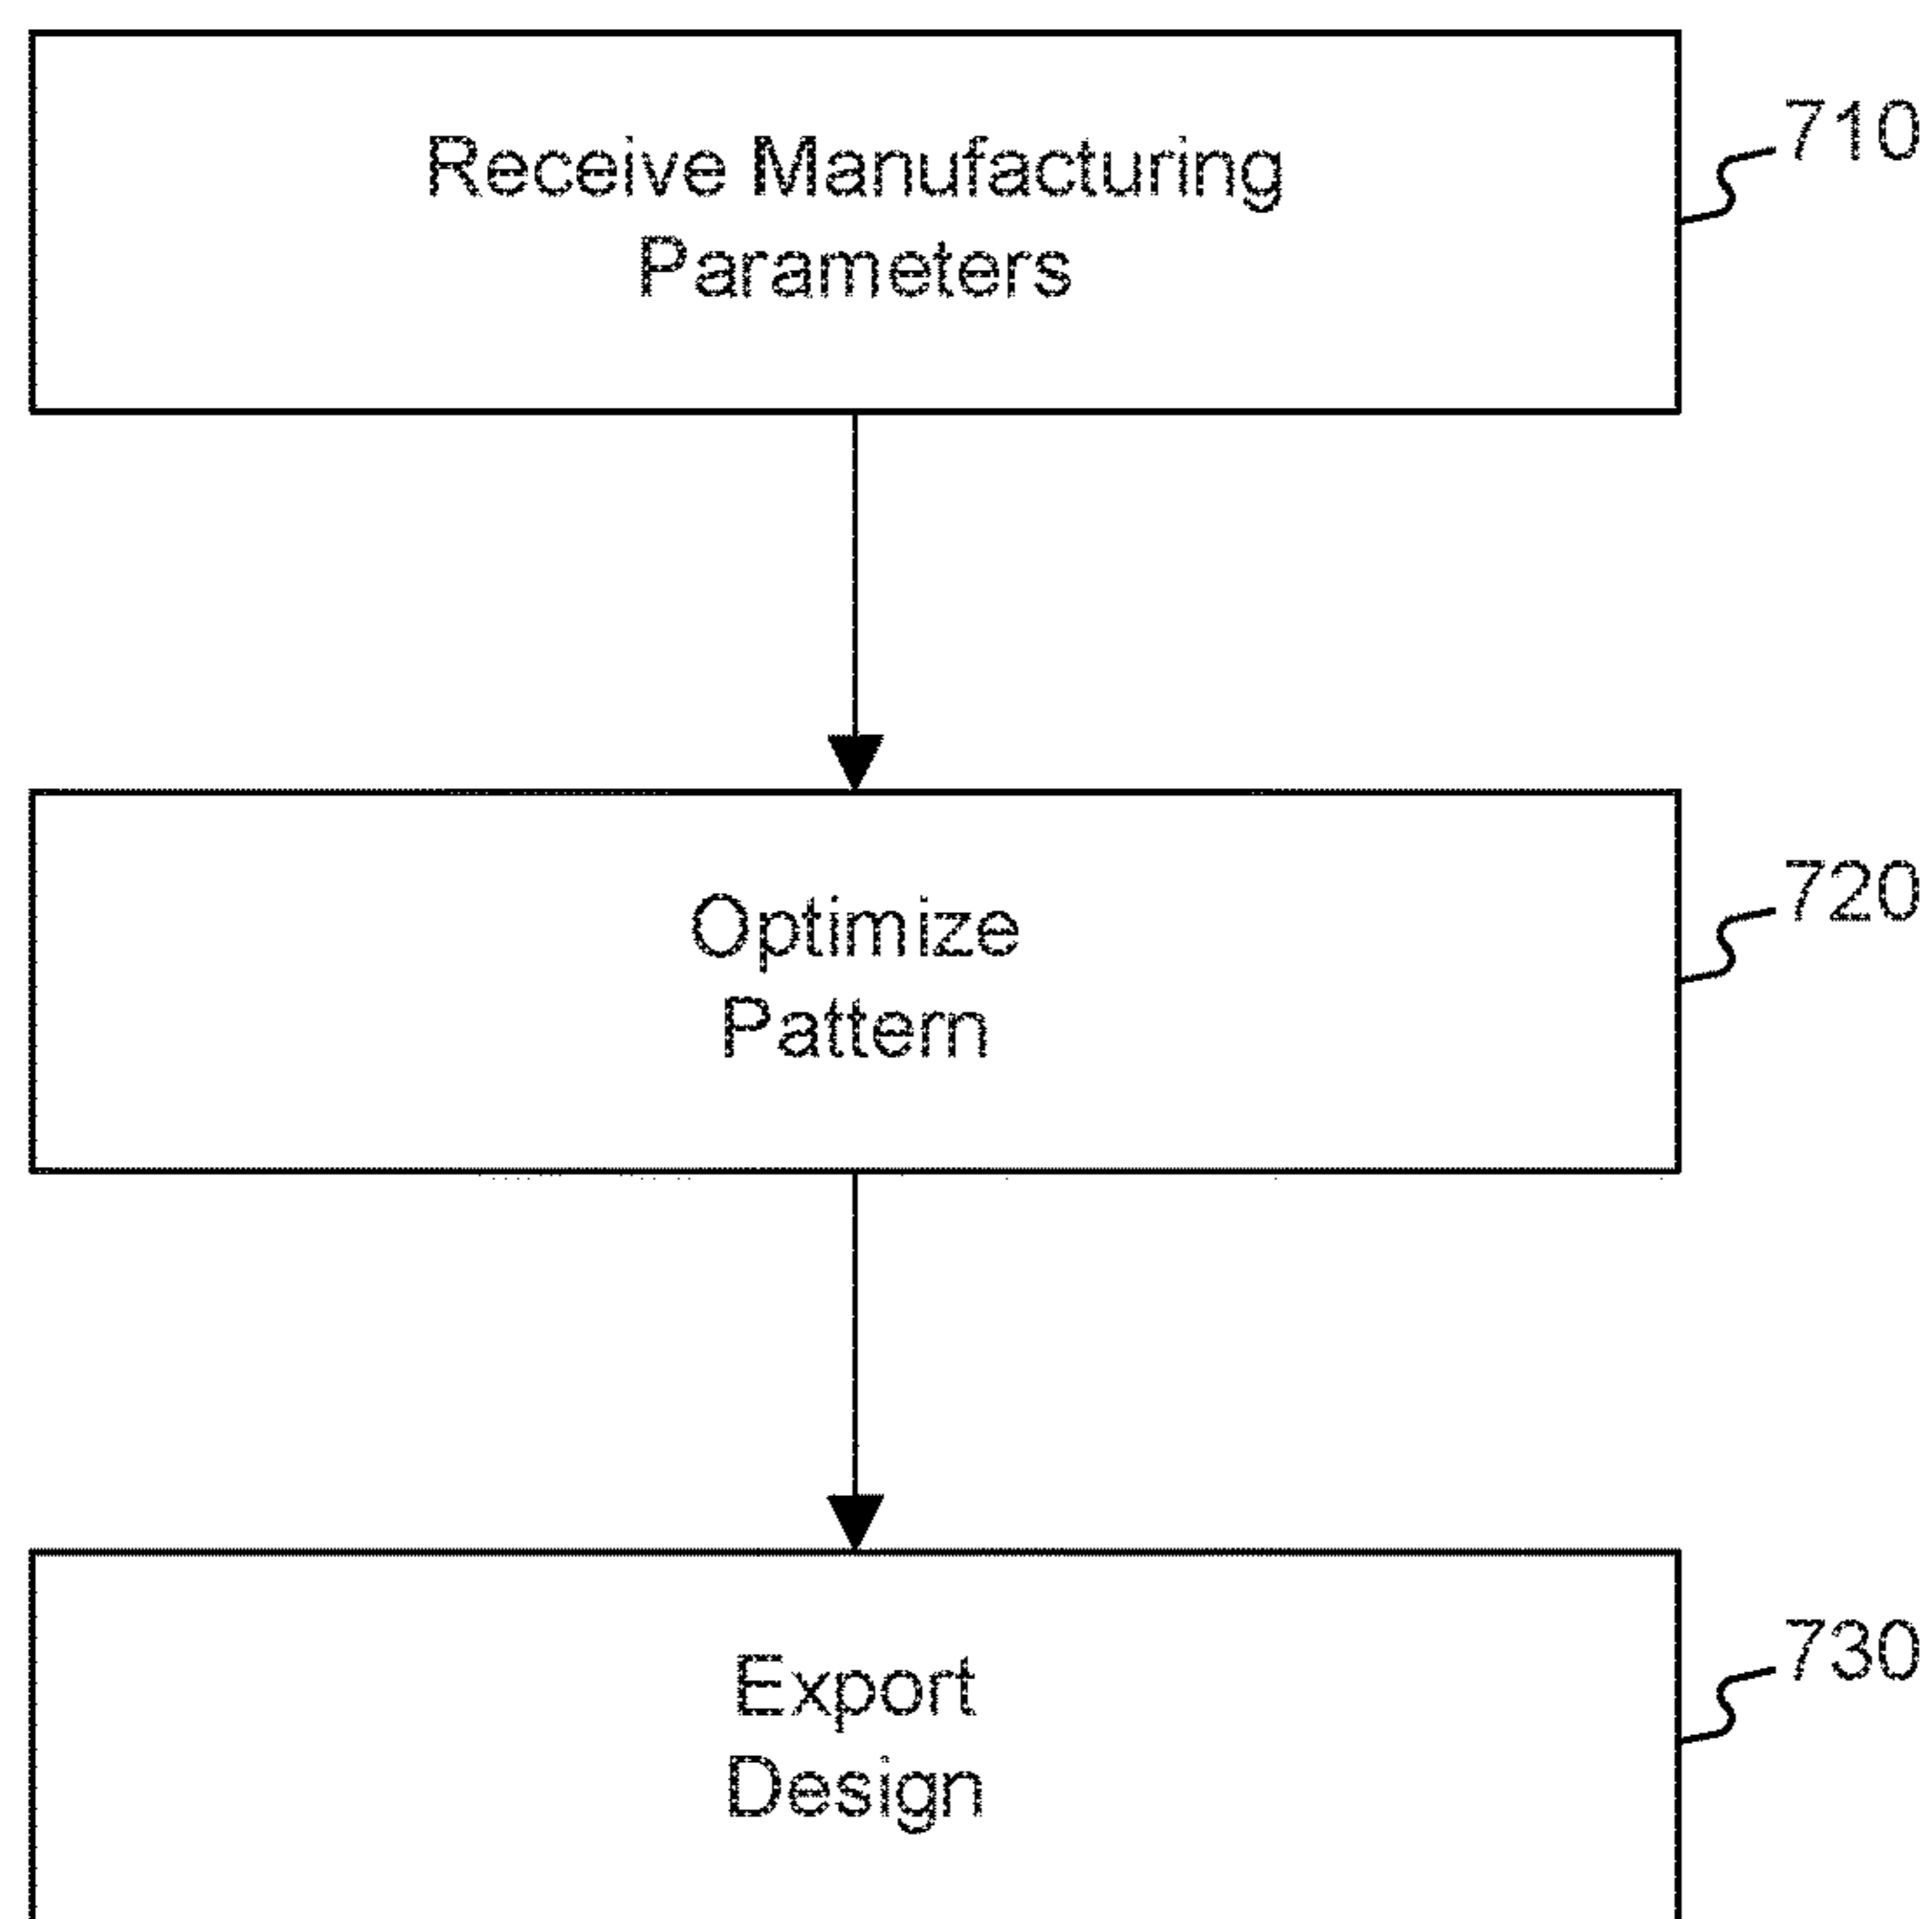 Receive Manufacturing
Parameters
710
Optimize
Pattern
720
Export
Design
730